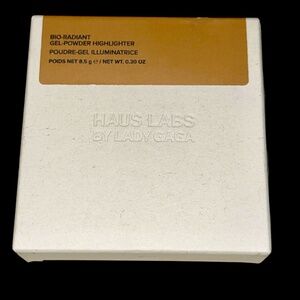 BIO-RADIANT
GEL-POWDER HIGHLIGHTER
POUDRE-GEL ILLUMINATRICE
POIDS NET 8.5 g ℮ / NET WT. 0.30 OZ
HAUS LABS
BY LADY GAGA